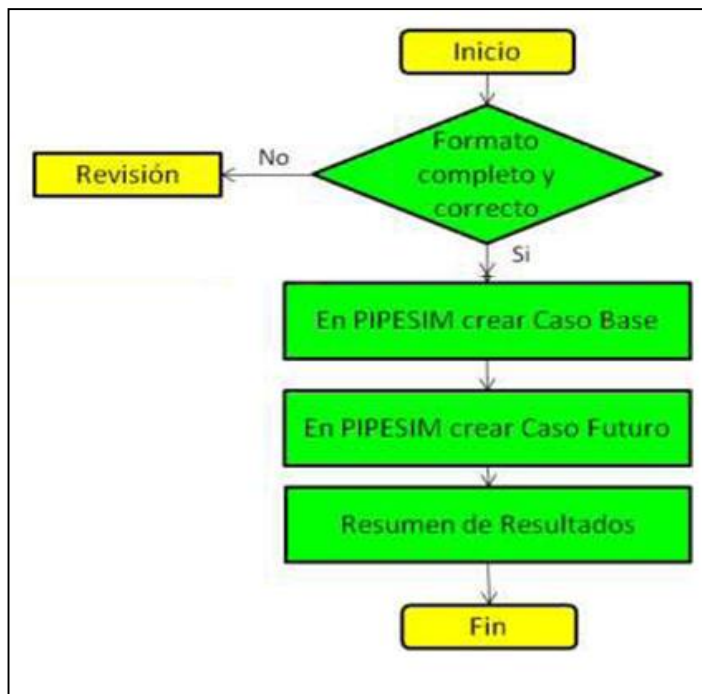 Inicio
Formato
completo y
correcto
No
Revisión
Si
En PIPESIM crear Caso Base
En PIPESIM crear Caso Futuro
Resumen de Resultados
Fin